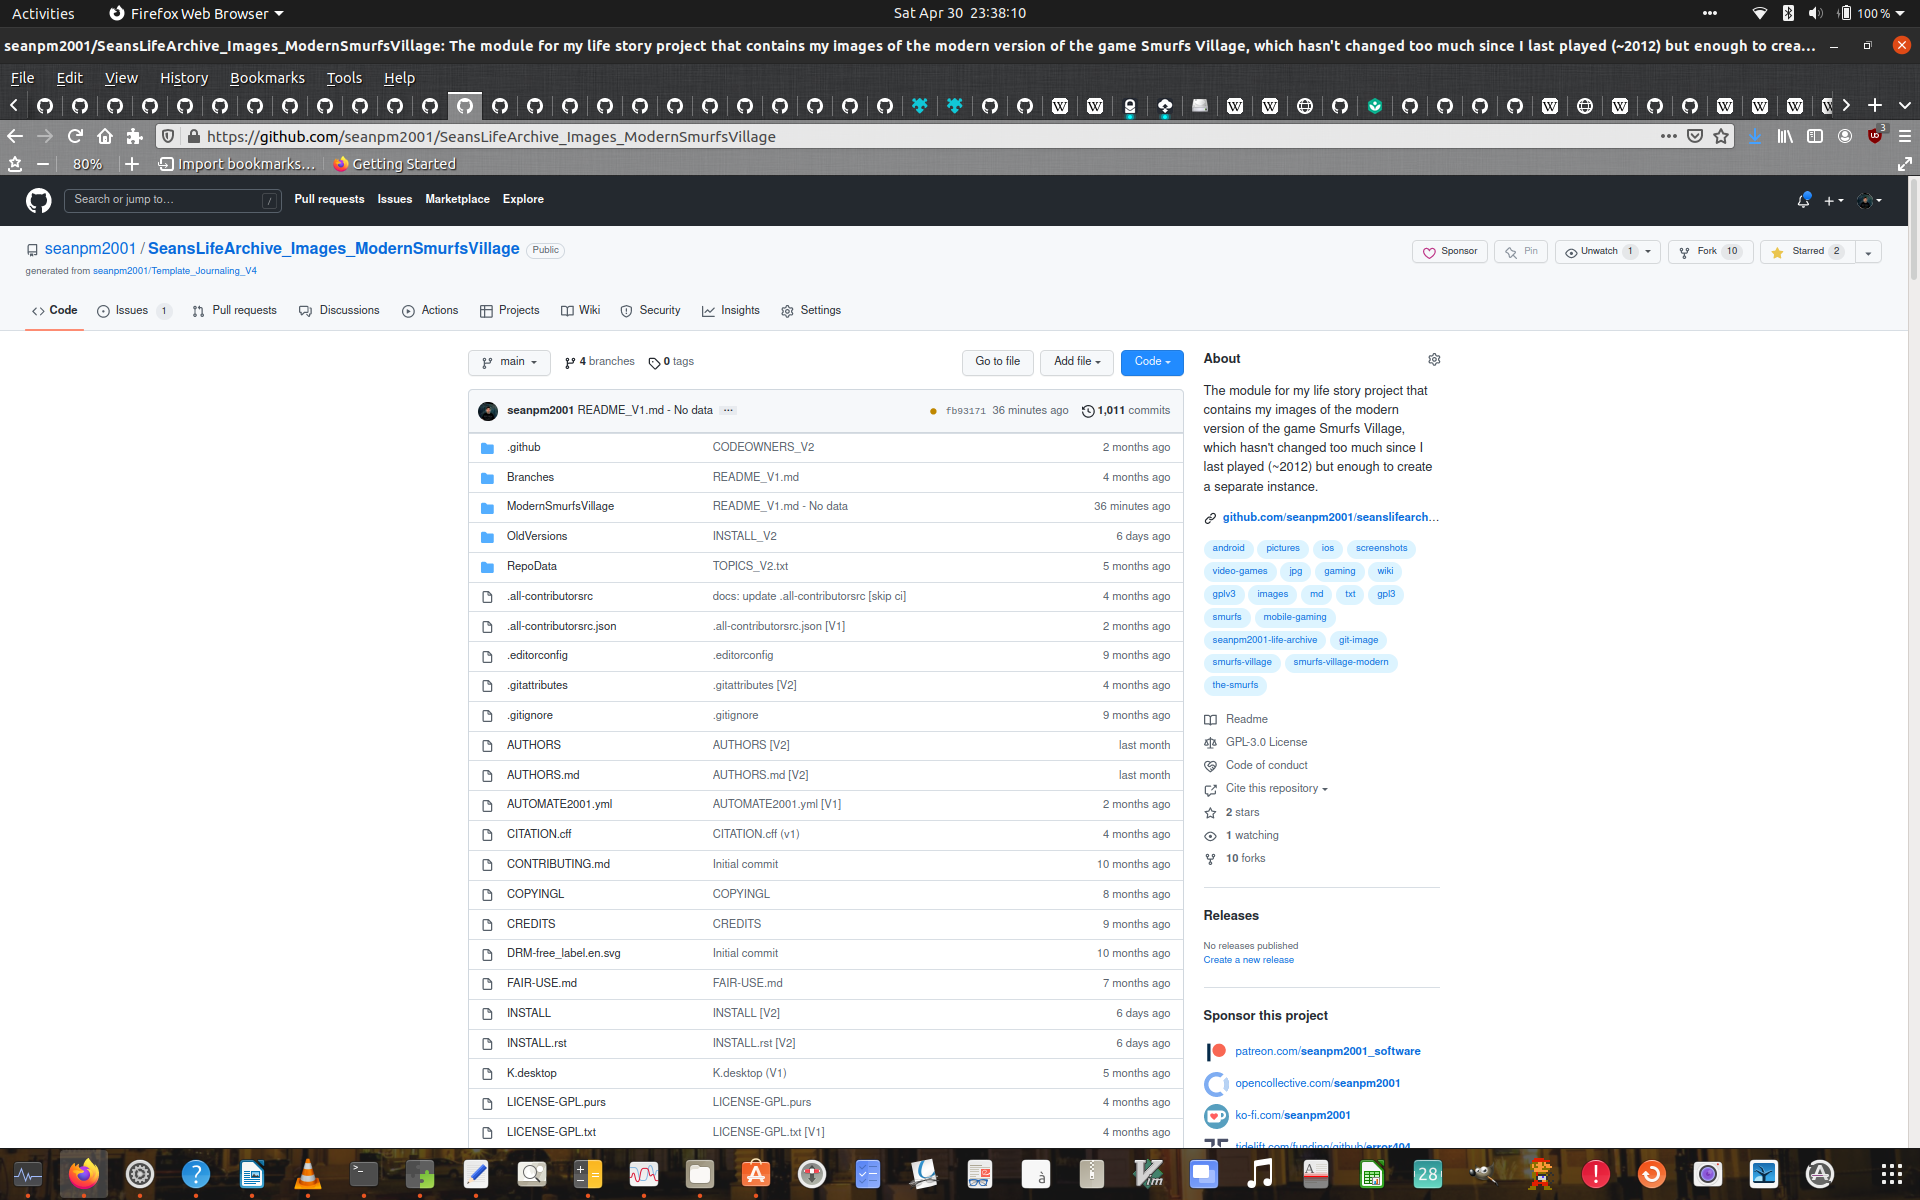 Activities
Firefox Web Browser
Sat Apr 30 23:38:10
100 %
seanpm2001/SeansLifeArchive_Images_ModernSmurfsVillage: The module for my life story project that contains my images of the modern version of the game Smurfs Village, which hasn't changed too much since I last played (~2012) but enough to crea…
File Edit View History Bookmarks Tools Help
https://github.com/seanpm2001/SeansLifeArchive_Images_ModernSmurfsVillage
3
80%
Import bookmarks…
Getting Started
Search or jump to…
/
Pull requests Issues Marketplace Explore
seanpm2001 / SeansLifeArchive_Images_ModernSmurfsVillage Public
generated from seanpm2001/Template_Journaling_V4
Sponsor
Pin
Unwatch 1
Fork 10
Starred 2
Code
Issues 1
Pull requests
Discussions
Actions
Projects
Wiki
Security
Insights
Settings
main
4 branches
0 tags
Go to file
Add file
Code
seanpm2001 README_V1.md - No data
fb93171 36 minutes ago
1,011 commits
.github CODEOWNERS_V2 2 months ago
Branches README_V1.md 4 months ago
ModernSmurfsVillage README_V1.md - No data 36 minutes ago
OldVersions INSTALL_V2 6 days ago
RepoData TOPICS_V2.txt 5 months ago
.all-contributorsrc docs: update .all-contributorsrc [skip ci] 4 months ago
.all-contributorsrc.json .all-contributorsrc.json [V1] 2 months ago
.editorconfig .editorconfig 9 months ago
.gitattributes .gitattributes [V2] 4 months ago
.gitignore .gitignore 9 months ago
AUTHORS AUTHORS [V2] last month
AUTHORS.md AUTHORS.md [V2] last month
AUTOMATE2001.yml AUTOMATE2001.yml [V1] 2 months ago
CITATION.cff CITATION.cff (v1) 4 months ago
CONTRIBUTING.md Initial commit 10 months ago
COPYINGL COPYINGL 8 months ago
CREDITS CREDITS 9 months ago
DRM-free_label.en.svg Initial commit 10 months ago
FAIR-USE.md FAIR-USE.md 7 months ago
INSTALL INSTALL [V2] 6 days ago
INSTALL.rst INSTALL.rst [V2] 6 days ago
K.desktop K.desktop (V1) 5 months ago
LICENSE-GPL.purs LICENSE-GPL.purs 4 months ago
LICENSE-GPL.txt LICENSE-GPL.txt [V1] 4 months ago
About
The module for my life story project that
contains my images of the modern
version of the game Smurfs Village,
which hasn't changed too much since I
last played (~2012) but enough to create
a separate instance.
github.com/seanpm2001/seanslifearch…
android pictures ios screenshots
video-games jpg gaming wiki
gplv3 images md txt gpl3
smurfs mobile-gaming
seanpm2001-life-archive git-image
smurfs-village smurfs-village-modern
the-smurfs
Readme
GPL-3.0 License
Code of conduct
Cite this repository
2 stars
1 watching
10 forks
Releases
No releases published
Create a new release
Sponsor this project
patreon.com/seanpm2001_software
opencollective.com/seanpm2001
ko-fi.com/seanpm2001
tidelift.com/funding/github/error404
28